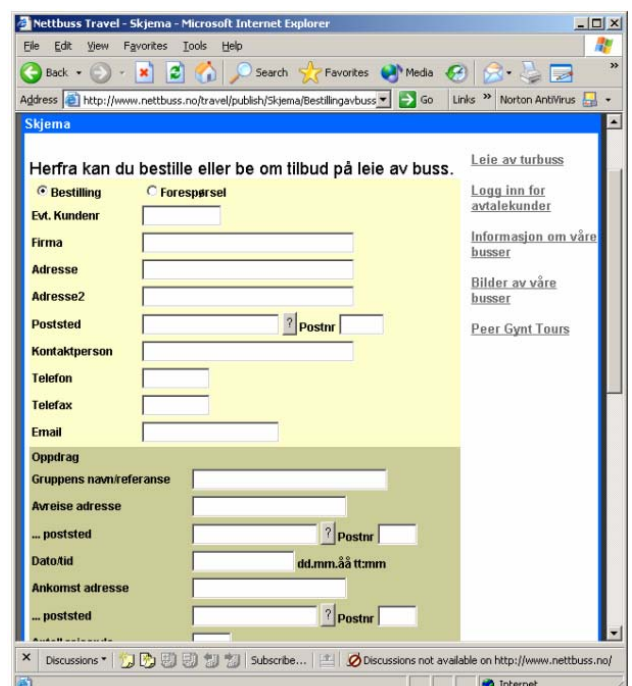 Nettbuss Travel - Skjema - Microsoft Internet Explorer
File Edit View Favorites Tools Help
Back Search Favorites Media »
Address http://www.nettbuss.no/travel/publish/Skjema/Bestillingavbuss Go Links » Norton AntiVirus
Skjema
Herfra kan du bestille eller be om tilbud på leie av buss.
Bestilling Forespørsel
Evt. Kundenr
Firma
Adresse
Adresse2
Poststed ? Postnr
Kontaktperson
Telefon
Telefax
Email
Leie av turbuss
Logg inn for
avtalekunder
Informasjon om våre
busser
Bilder av våre
busser
Peer Gynt Tours
Oppdrag
Gruppens navn/referanse
Avreise adresse
... poststed ? Postnr
Dato/tid dd.mm.åå tt:mm
Ankomst adresse
... poststed ? Postnr
Discussions Subscribe... Discussions not available on http://www.nettbuss.no/
Internet